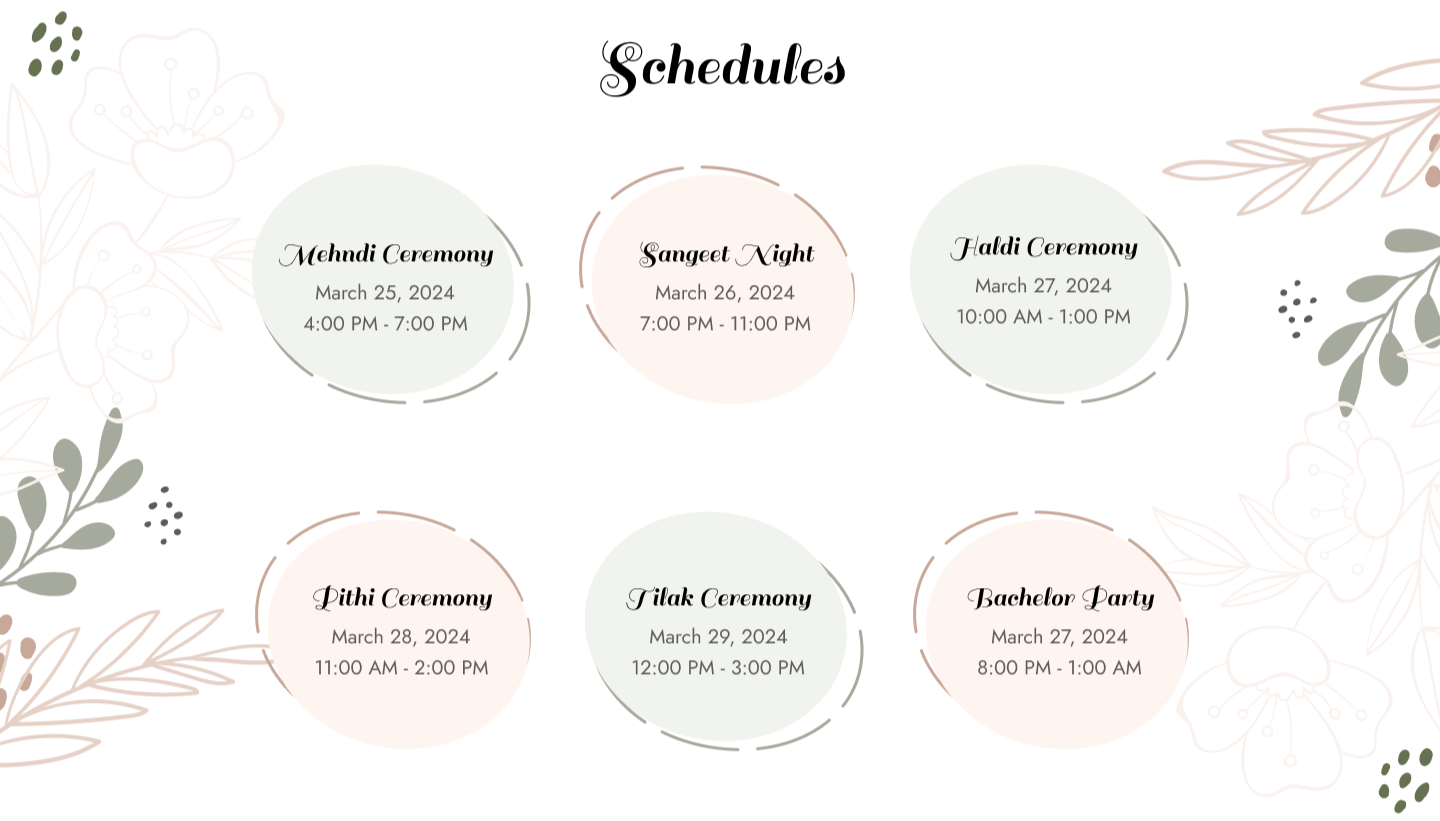 Schedules
Mehndi Ceremony
March 25, 2024
4:00 PM - 7:00 PM
Sangeet Night
March 26, 2024
7:00 PM - 11:00 PM
Haldi Ceremony
March 27, 2024
10:00 AM - 1:00 PM
Pithi Ceremony
March 28, 2024
11:00 AM - 2:00 PM
Tilak Ceremony
March 29, 2024
12:00 PM - 3:00 PM
Bachelor Party
March 27, 2024
8:00 PM - 1:00 AM